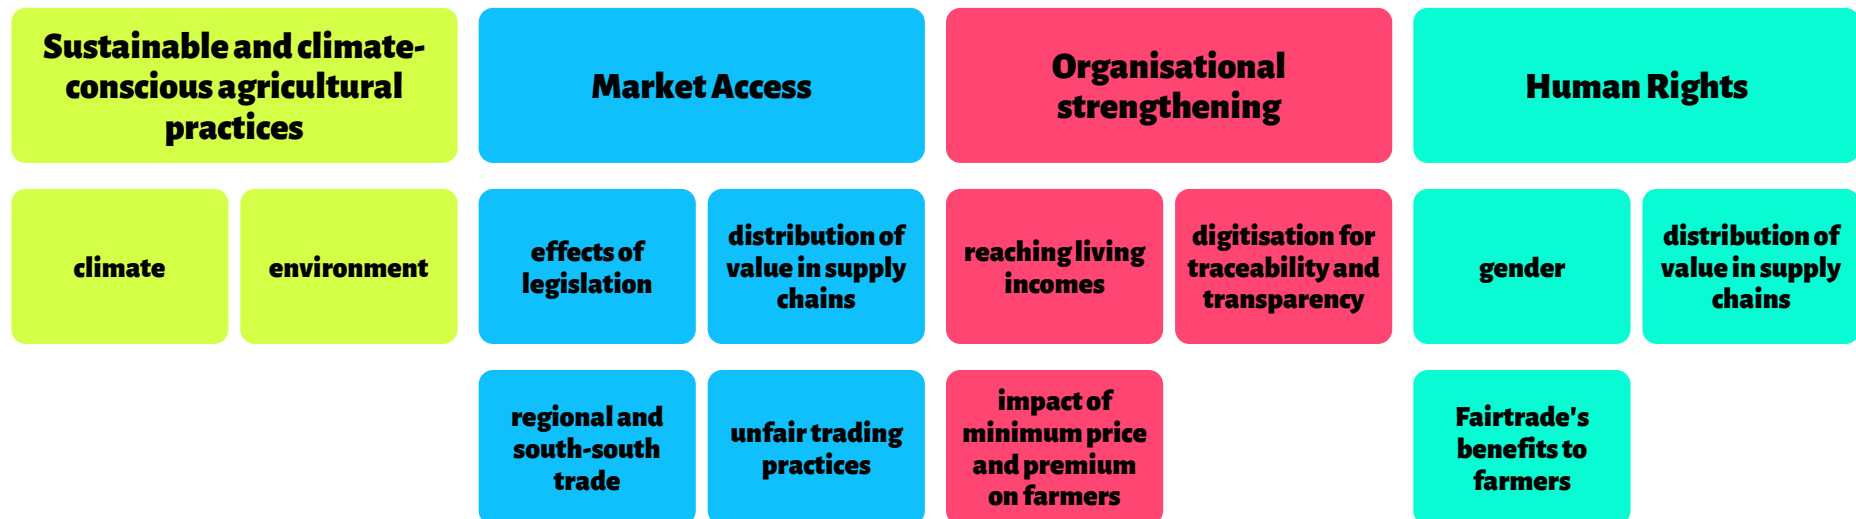 Sustainable and climate-
conscious agricultural
practices
Market Access
Organisational
strengthening
Human Rights
climate
environment
effects of
legislation
distribution of
value in supply
chains
reaching living
incomes
digitisation for
traceability and
transparency
gender
distribution of
value in supply
chains
regional and
south-south
trade
unfair trading
practices
impact of
minimum price
and premium
on farmers
Fairtrade's
benefits to
farmers